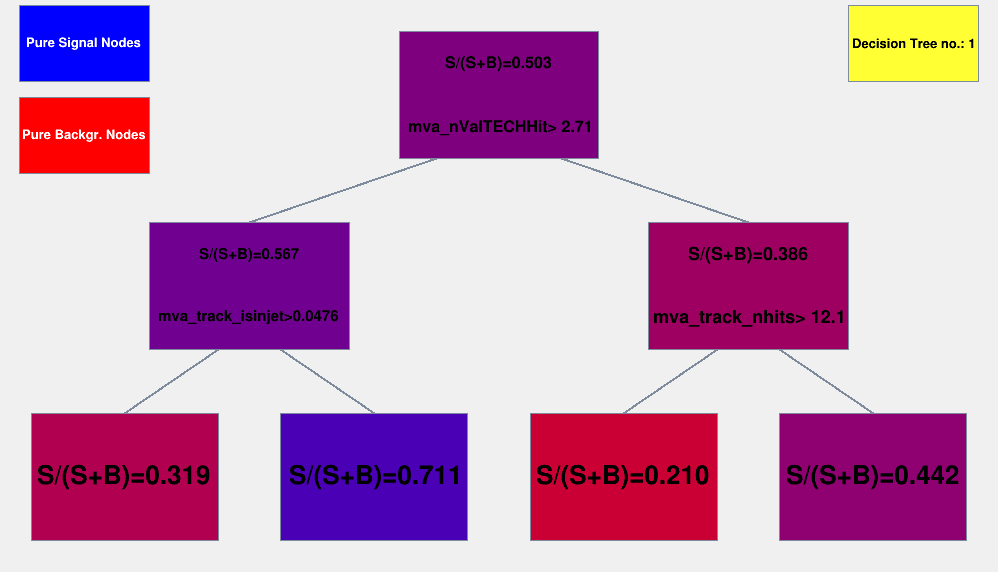 Pure Signal Nodes
Decision Tree no.: 1
S/(S+B)=0.503
mva_nValTECHHit> 2.71
Pure Backgr. Nodes
S/(S+B)=0.567
mva_track_isinjet>0.0476
S/(S+B)=0.386
mva_track_nhits> 12.1
S/(S+B)=0.319
S/(S+B)=0.711
S/(S+B)=0.210
S/(S+B)=0.442